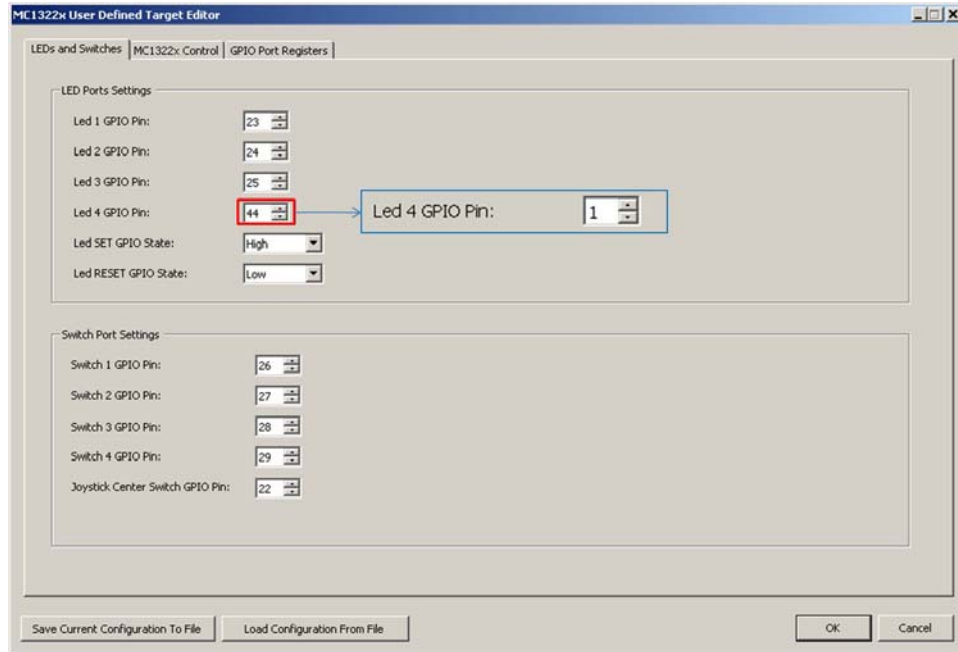 MC1322x User Defined Target Editor
LEDs and Switches MC1322x Control GPIO Port Registers
LED Ports Settings
Led 1 GPIO Pin: 23
Led 2 GPIO Pin: 24
Led 3 GPIO Pin: 25
Led 4 GPIO Pin: 44 Led 4 GPIO Pin: 1
Led SET GPIO State: High
Led RESET GPIO State: Low
Switch Port Settings
Switch 1 GPIO Pin: 26
Switch 2 GPIO Pin: 27
Switch 3 GPIO Pin: 28
Switch 4 GPIO Pin: 29
Joystick Center Switch GPIO Pin: 22
Save Current Configuration To File Load Configuration From File OK Cancel